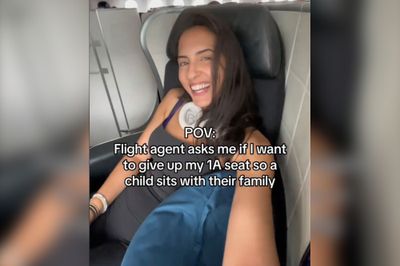 POV:
Flight agent asks me if I want
to give up my 1A seat so a
child sits with their family